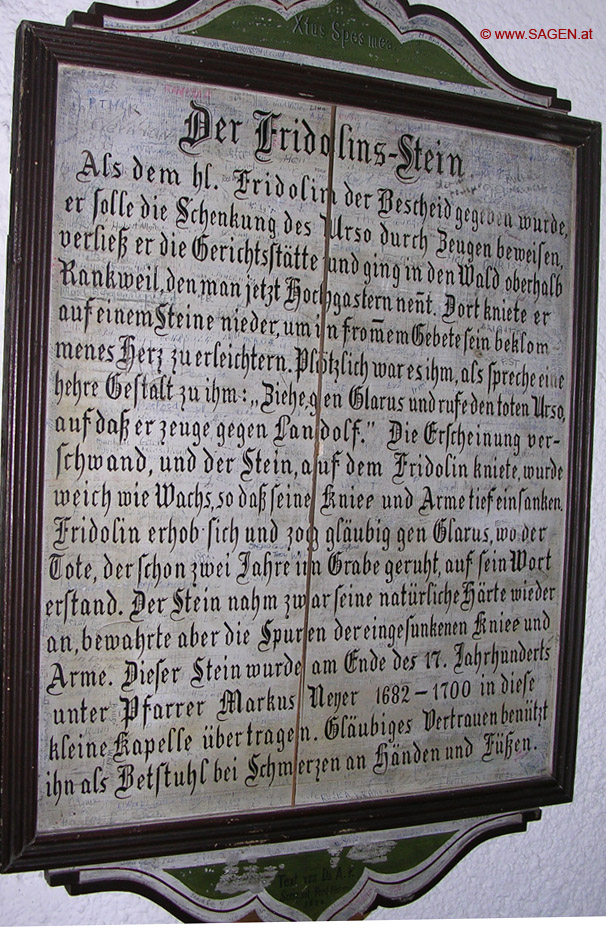 © www.SAGEN.at
Xtus Spes mea
Der Fridolins-Stein
Als dem hl. Fridolin der Bescheid gegeben wurde,
er solle die Schenkung des Urso durch Zeugen beweisen,
verließ er die Gerichtsstätte und ging in den Wald oberhalb
Rankweil, den man jetzt Hochgastern nen̄t. Dort kniete er
auf einem Steine nieder, um in from̄em Gebete sein beklom
menes Herz zu erleichtern. Plötzlich war es ihm, als spreche eine
hehre Gestalt zu ihm: „Ziehe gen Glarus und rufe den toten Urso,
auf daß er zeuge gegen Landolf." Die Erscheinung ver-
schwand, und der Stein, auf dem Fridolin kniete, wurde
weich wie Wachs, so daß seine Kniee und Arme tief einsanken.
Fridolin erhob sich und zog gläubig gen Glarus, wo der
Tote, der schon zwei Jahre im Grabe geruht, auf sein Wort
erstand. Der Stein nahm zwar seine natürliche Härte wieder
an, bewahrte aber die Spuren der eingesunkenen Kniee und
Arme. Dieser Stein wurde am Ende des 17. Jahrhunderts
unter Pfarrer Markus Neyer 1682 – 1700 in diese
kleine Kapelle übertragen. Gläubiges Vertrauen benützt
ihn als Betstuhl bei Schmerzen an Händen und Füßen.
Text von